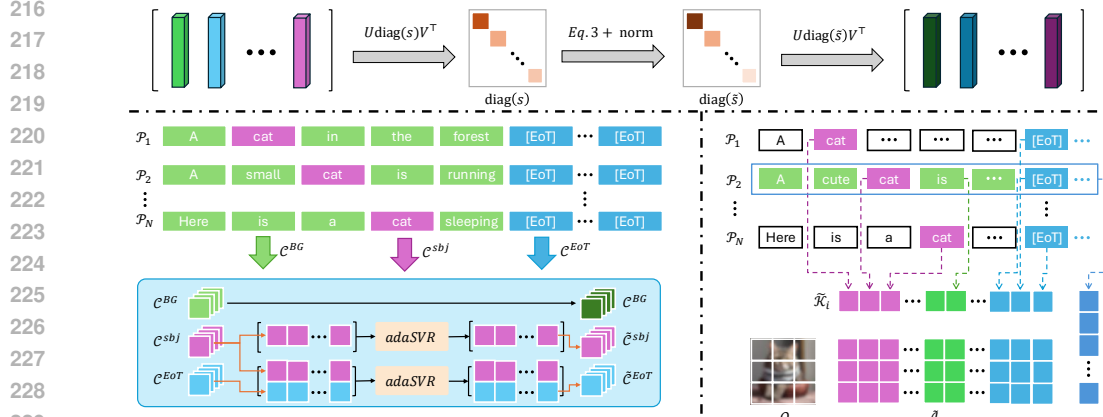 216
217
218
219
220
221
222
223
224
225
226
227
228
Udiag(s)V⊤
Eq. 3 + norm
Udiag(s̃)V⊤
diag(s)
diag(s̃)
𝒫1 A cat in the forest [EoT] ••• [EoT]
𝒫2 A small cat is running [EoT] [EoT]
𝒫N Here is a cat sleeping [EoT] ••• [EoT]
𝒞BG
𝒞sbj
𝒞EoT
𝒞BG 𝒞BG
𝒞sbj adaSVR 𝒞̃sbj
𝒞EoT adaSVR 𝒞̃EoT
𝒫1 A cat ••• ••• ••• [EoT] •••
𝒫2 A cute cat is ••• [EoT] •••
𝒫N Here is a cat ••• [EoT] •••
𝒦̃i